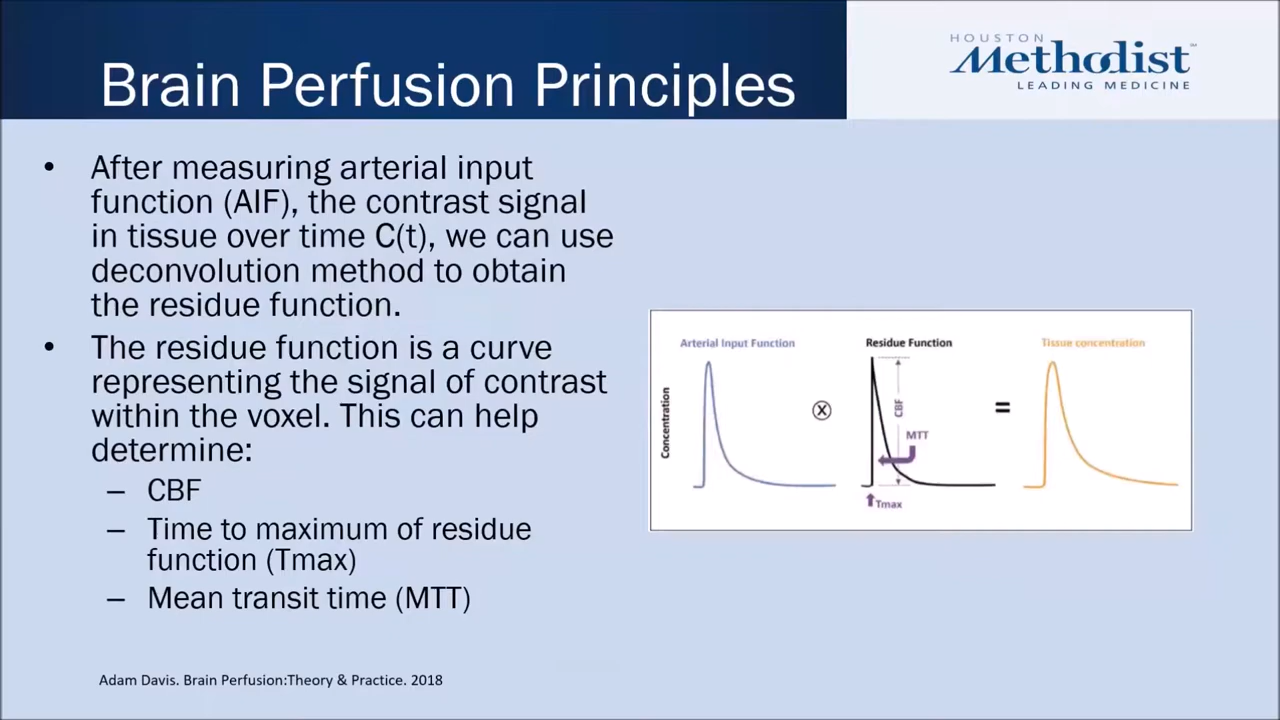 Brain Perfusion Principles
HOUSTON
Methodist
LEADING MEDICINE
• After measuring arterial input
function (AIF), the contrast signal
in tissue over time C(t), we can use
deconvolution method to obtain
the residue function.
• The residue function is a curve
representing the signal of contrast
within the voxel. This can help
determine:
– CBF
– Time to maximum of residue
function (Tmax)
– Mean transit time (MTT)
Arterial Input Function
Residue Function
Tissue concentration
Concentration
CBF
MTT
=
Tmax
Adam Davis. Brain Perfusion:Theory & Practice. 2018